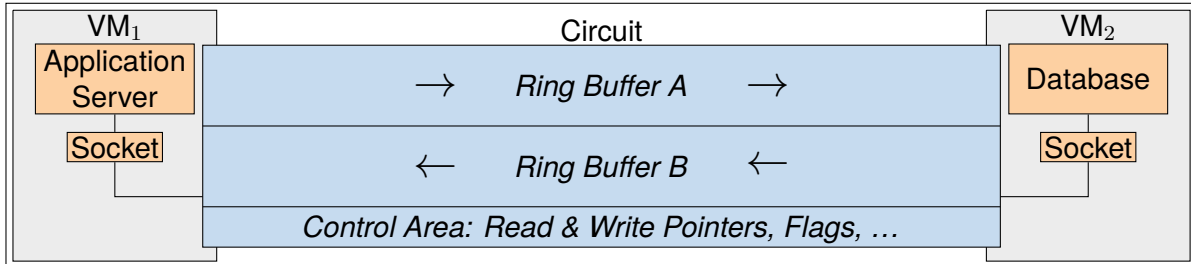 VM₁
Circuit
VM₂
Application
Server
→ Ring Buffer A →
Database
Socket
Socket
← Ring Buffer B ←
Control Area: Read & Write Pointers, Flags, …